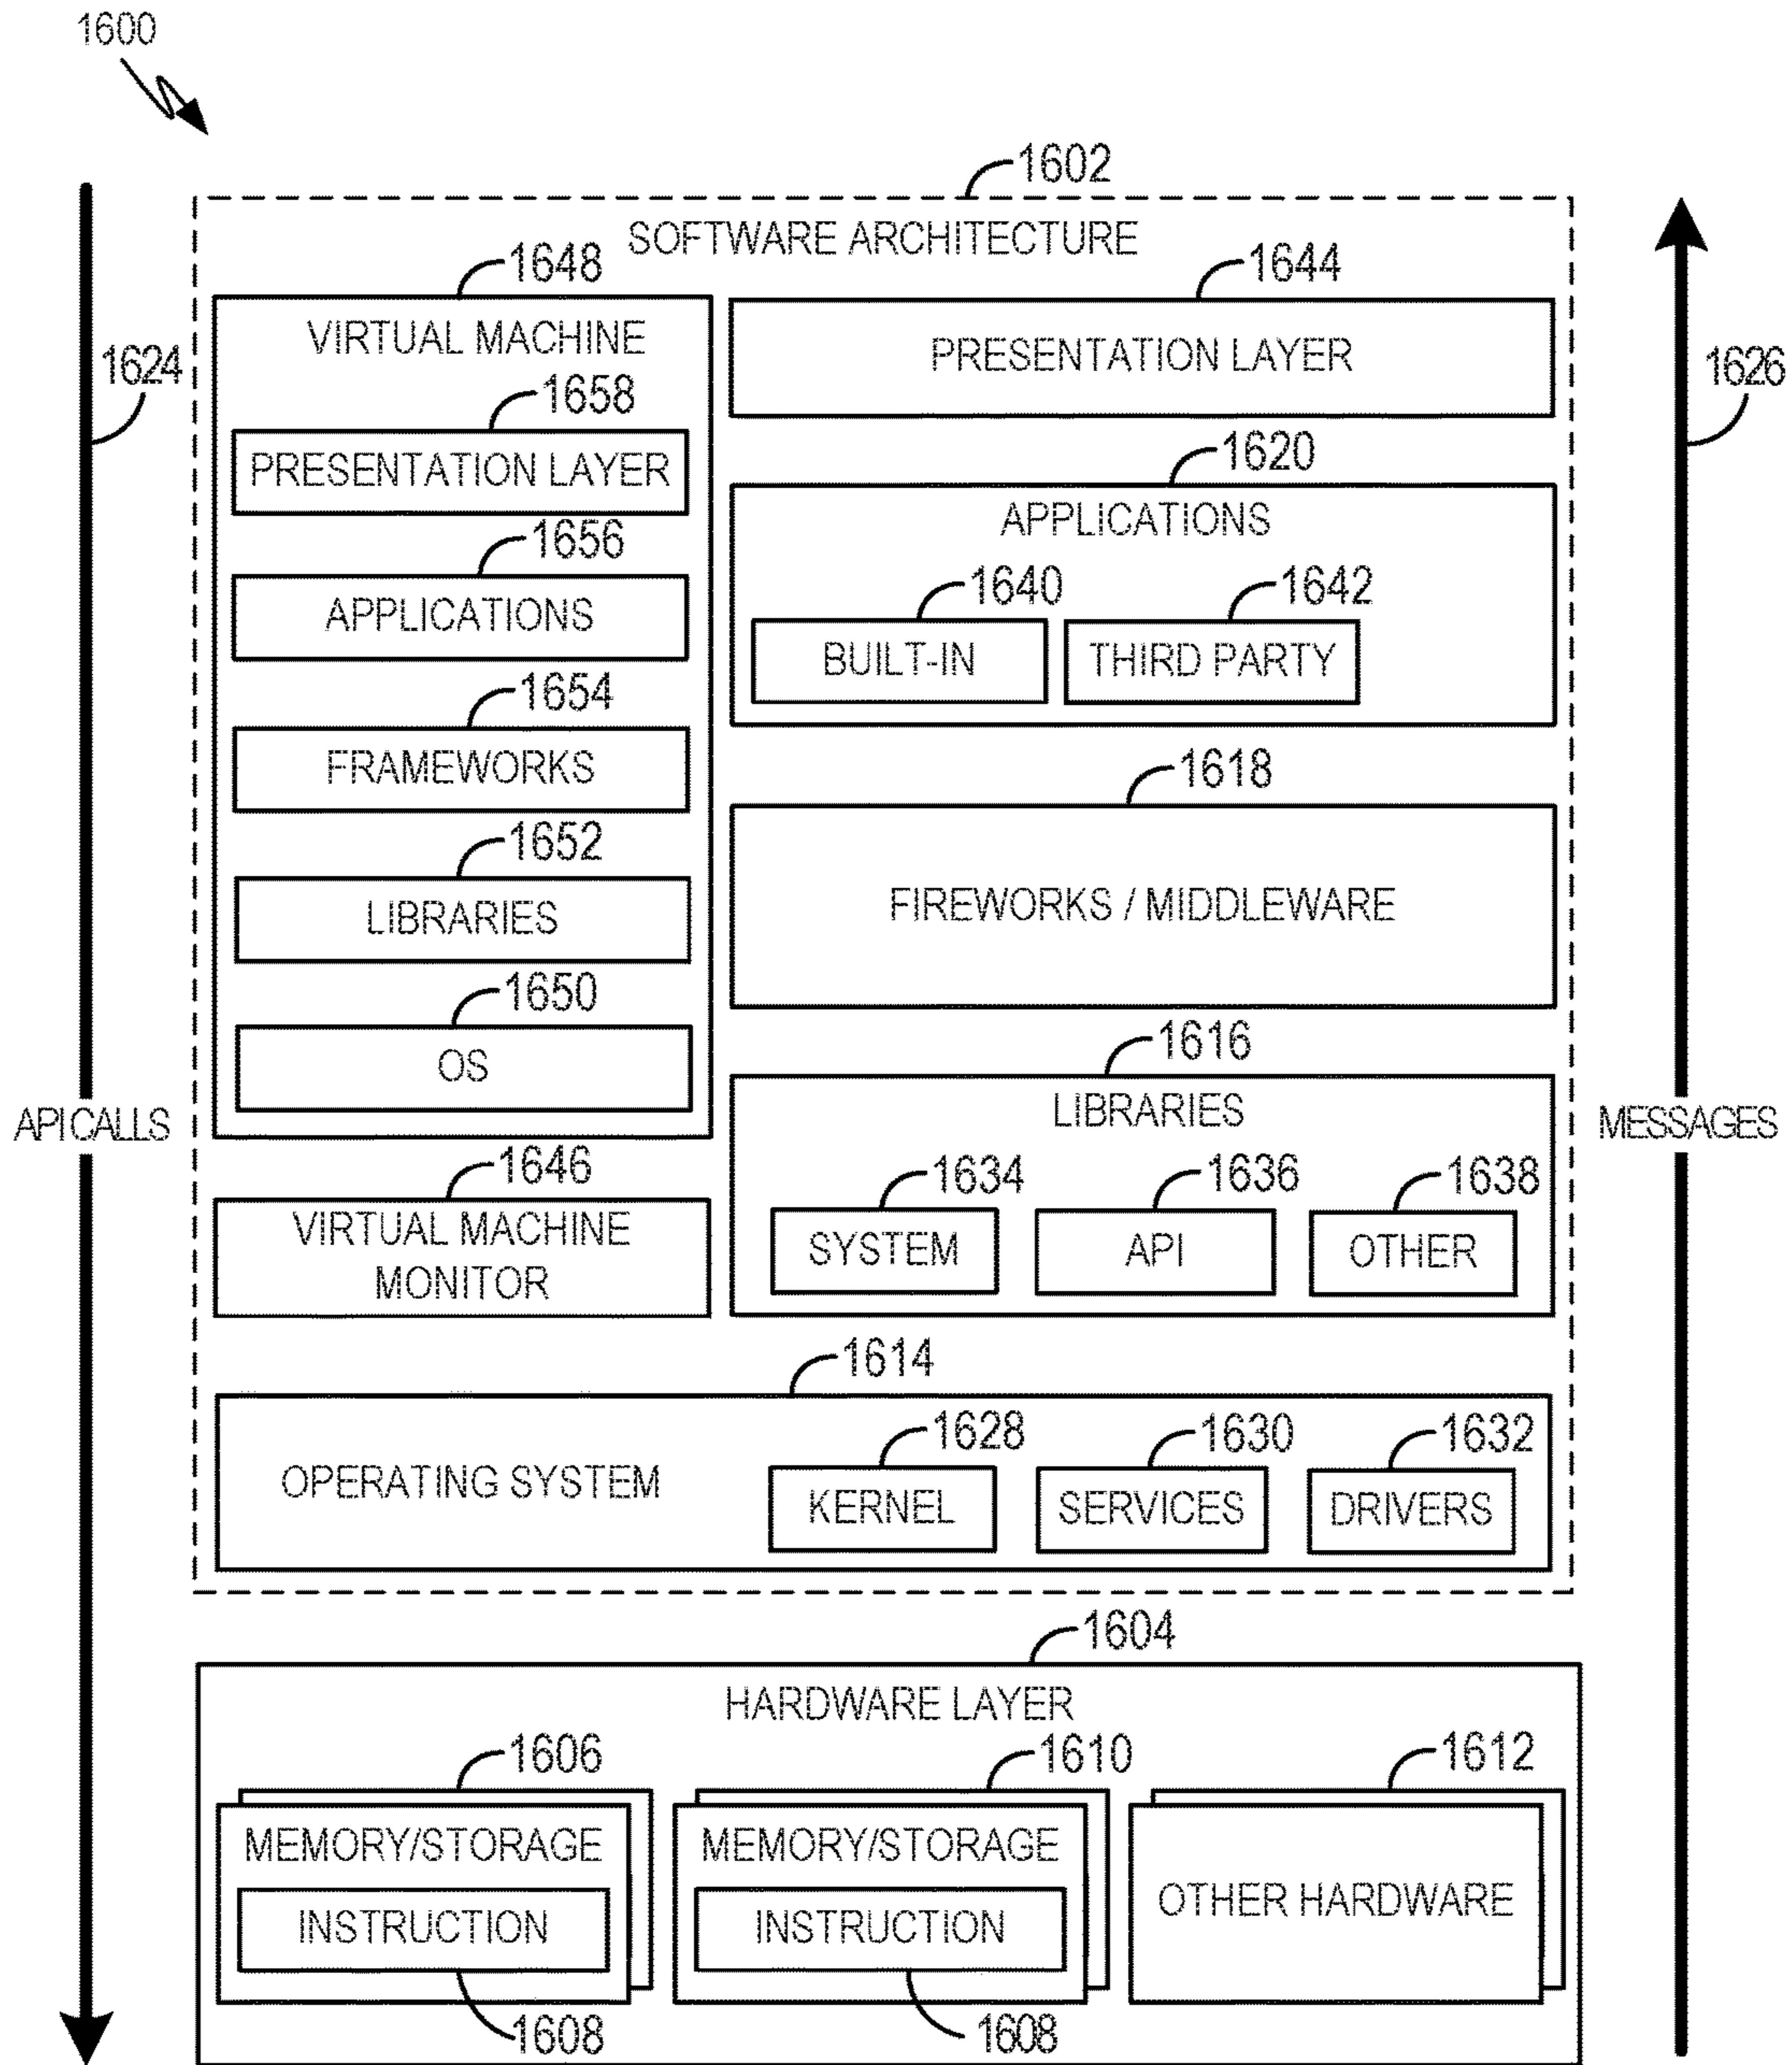 1600
1602
SOFTWARE ARCHITECTURE
1648
VIRTUAL MACHINE
1658
PRESENTATION LAYER
1656
APPLICATIONS
1654
FRAMEWORKS
1652
LIBRARIES
1650
OS
1646
VIRTUAL MACHINE
MONITOR
1644
PRESENTATION LAYER
1620
APPLICATIONS
1640
BUILT-IN
1642
THIRD PARTY
1618
FIREWORKS / MIDDLEWARE
1616
LIBRARIES
1634
SYSTEM
1636
API
1638
OTHER
1614
OPERATING SYSTEM
1628
KERNEL
1630
SERVICES
1632
DRIVERS
1604
HARDWARE LAYER
1606
MEMORY/STORAGE
INSTRUCTION
1608
1610
MEMORY/STORAGE
INSTRUCTION
1608
1612
OTHER HARDWARE
1624
API CALLS
1626
MESSAGES